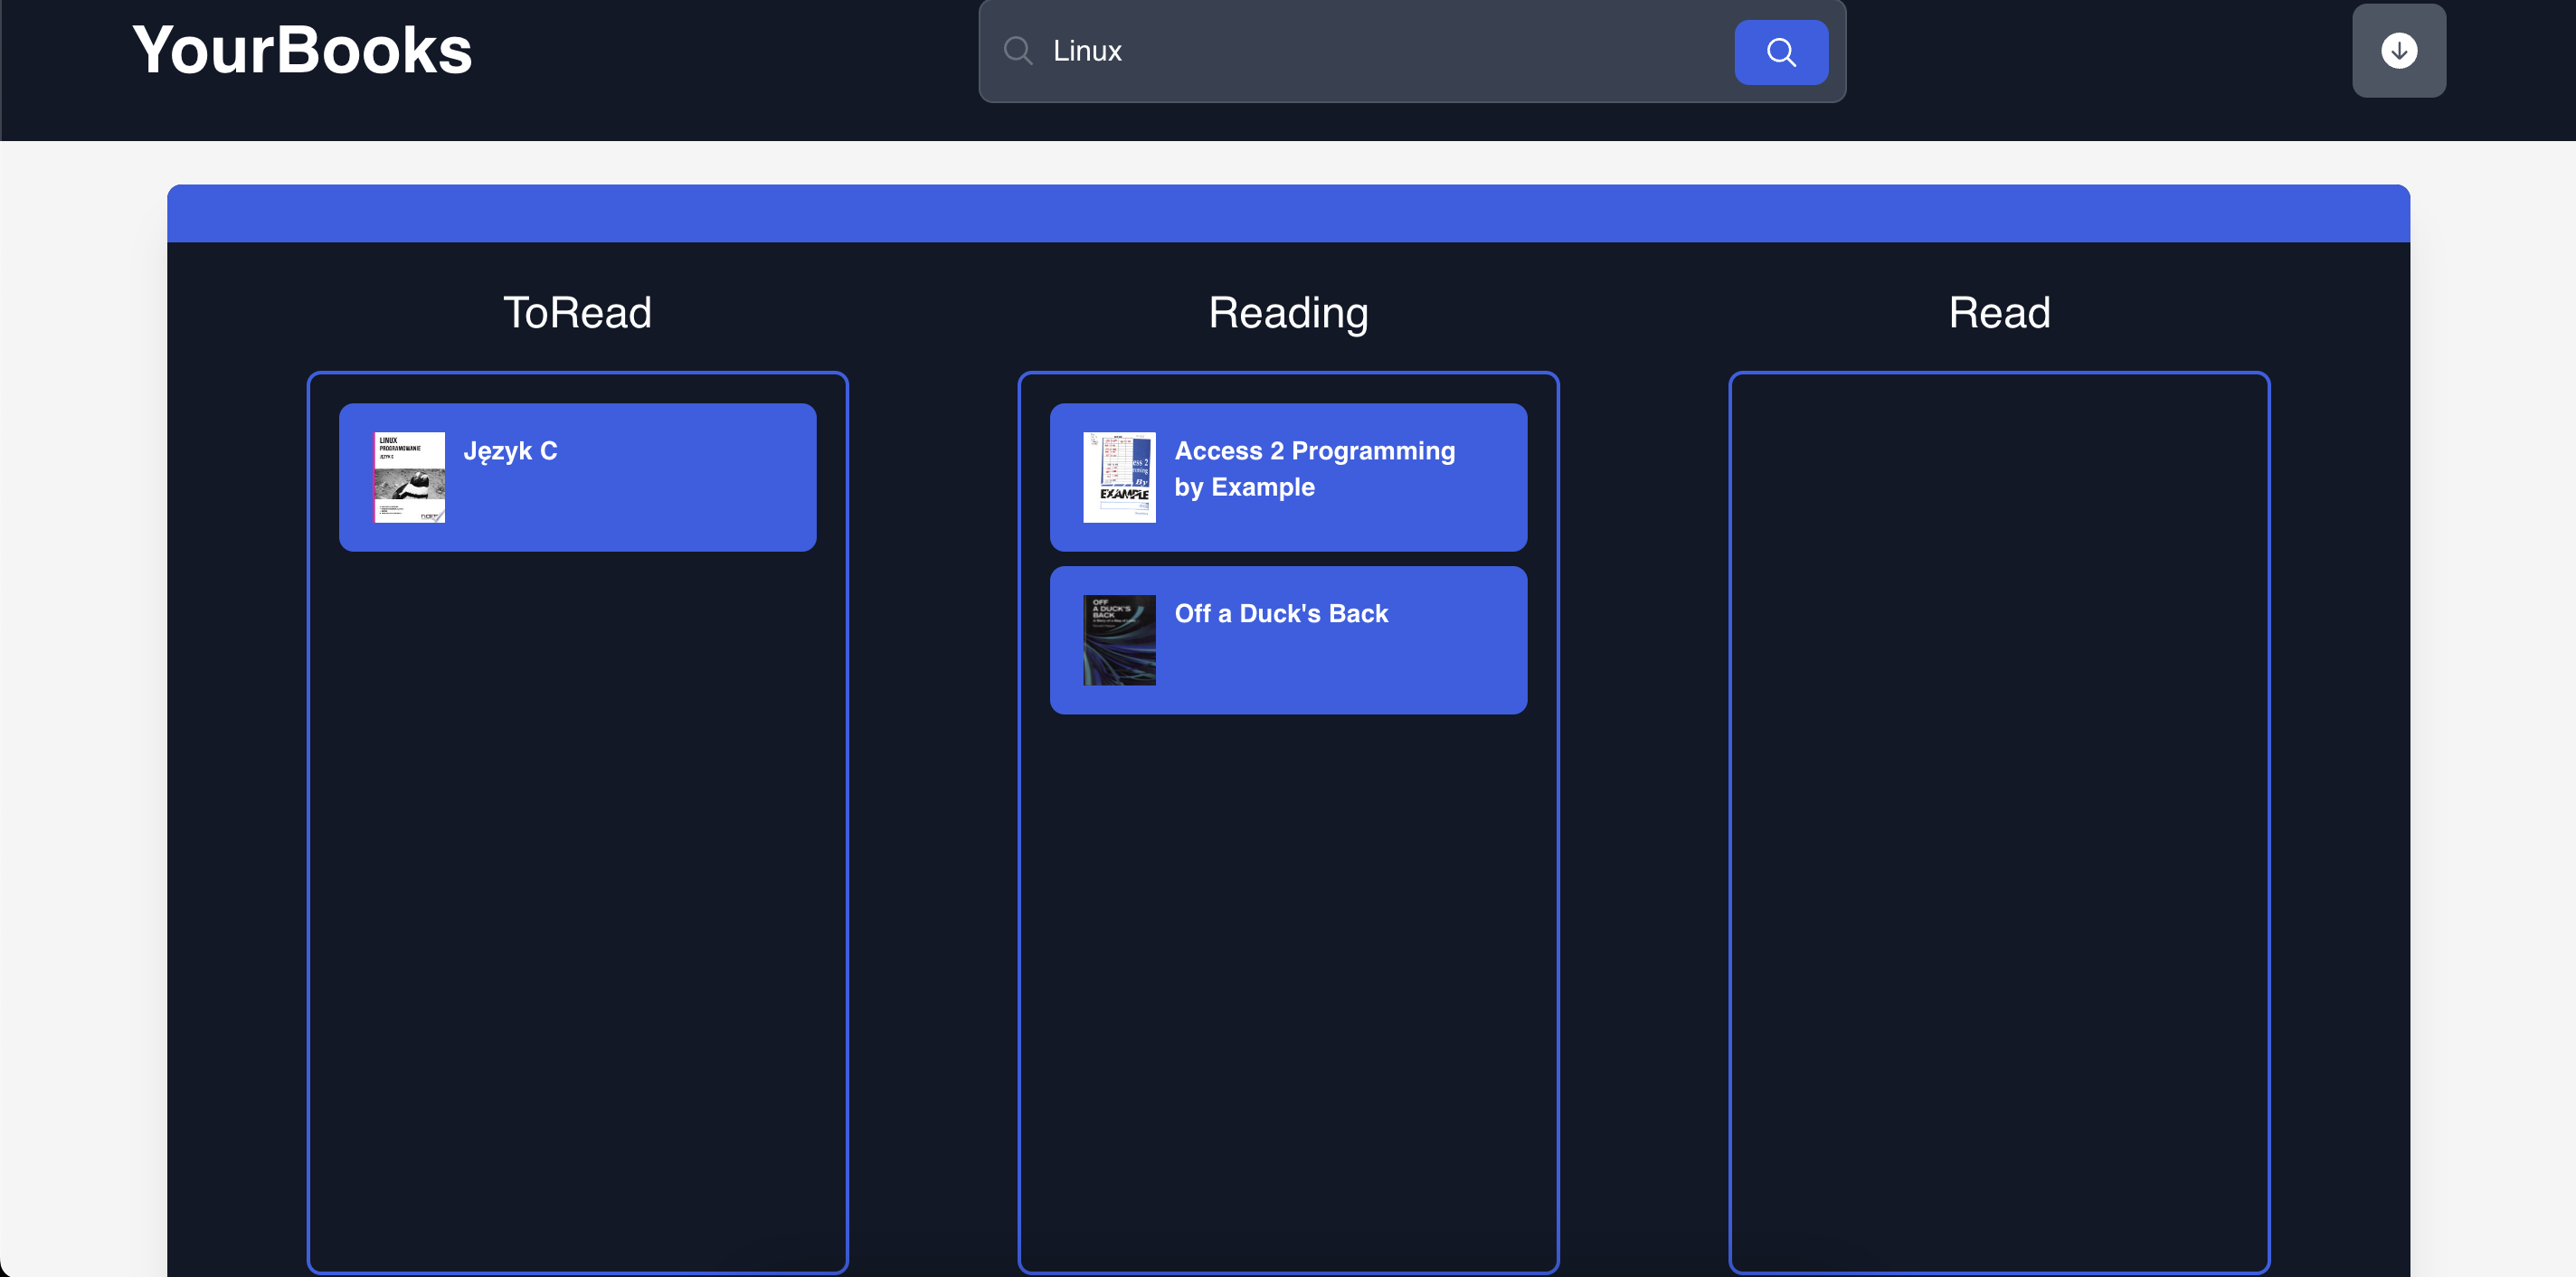 YourBooks
Linux
ToRead
Reading
Read
LINUX
PROGRAMOWANIE
JĘZYK C
Język C
EXAMPLE
Access 2 Programming
by Example
OFF
A DUCK'S
BACK
Off a Duck's Back